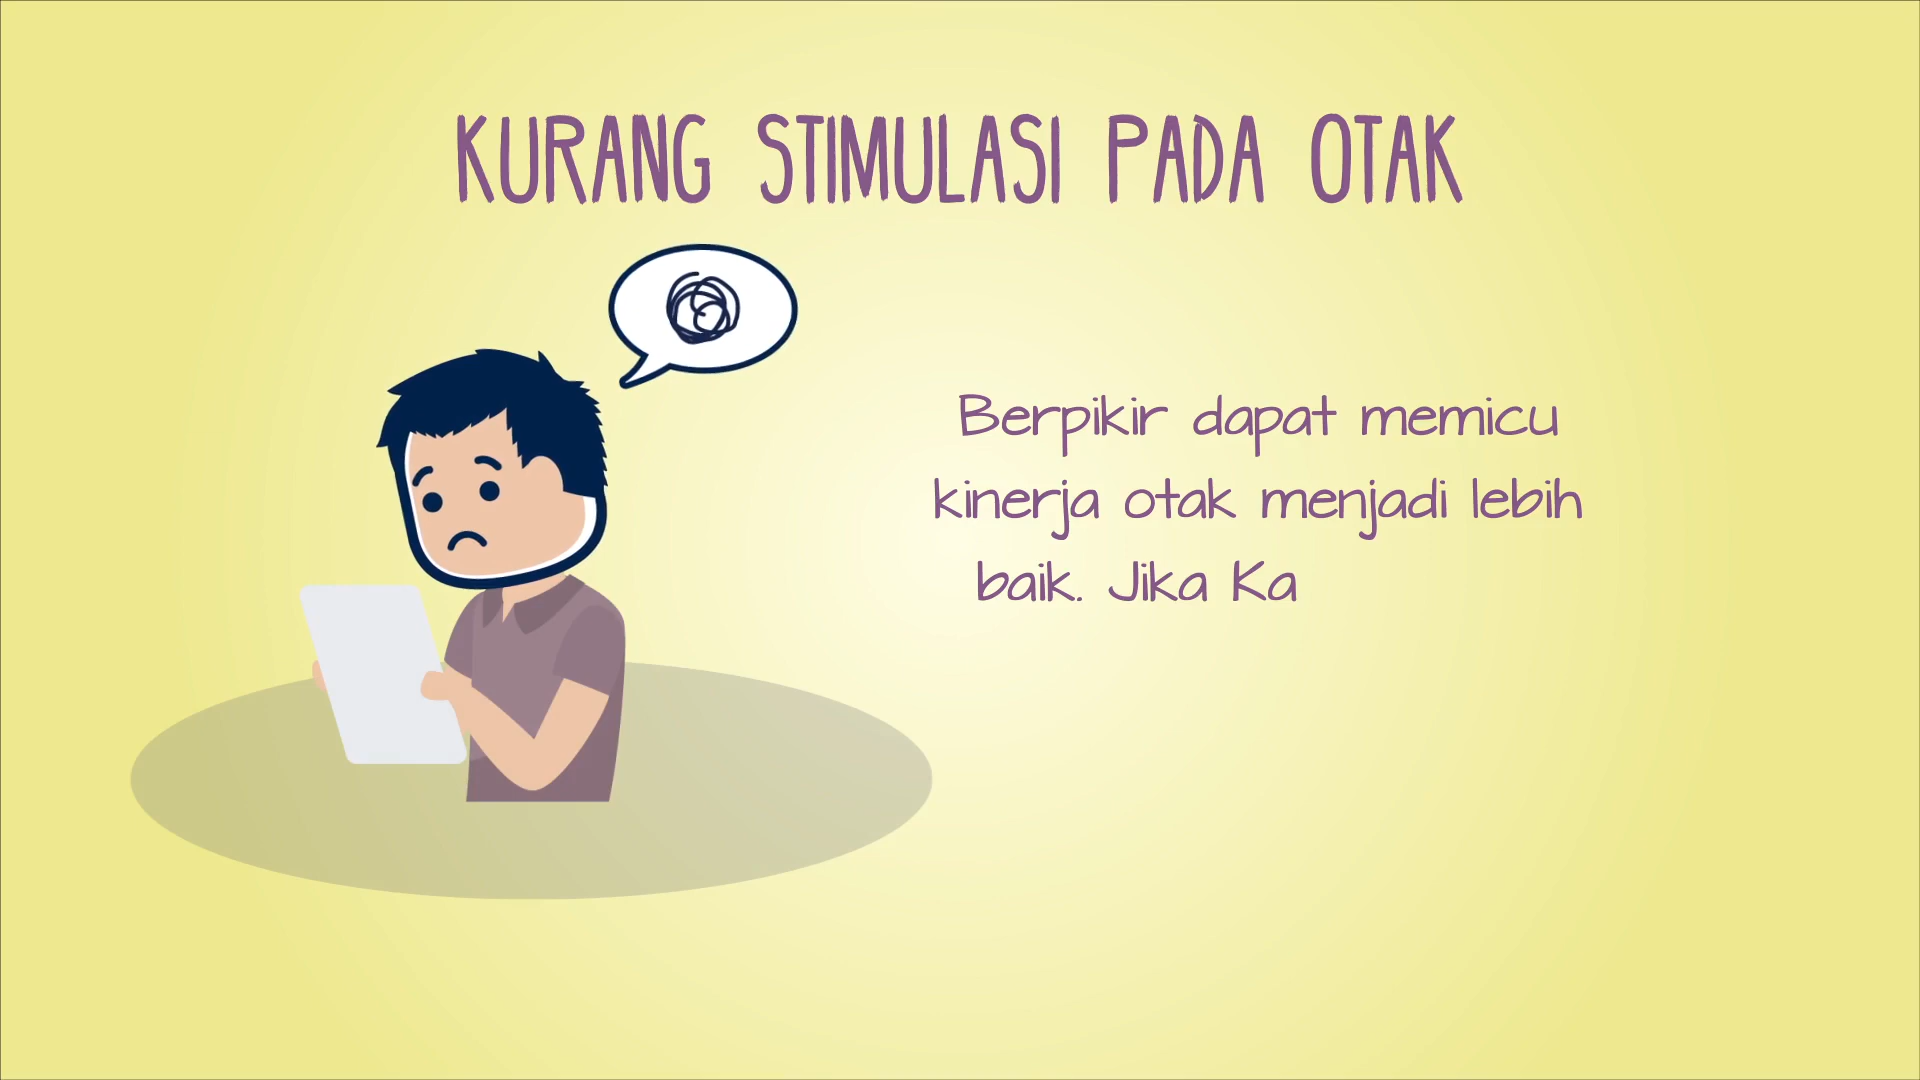 KURANG STIMULASI PADA OTAK
Berpikir dapat memicu
kinerja otak menjadi lebih
baik. Jika Ka